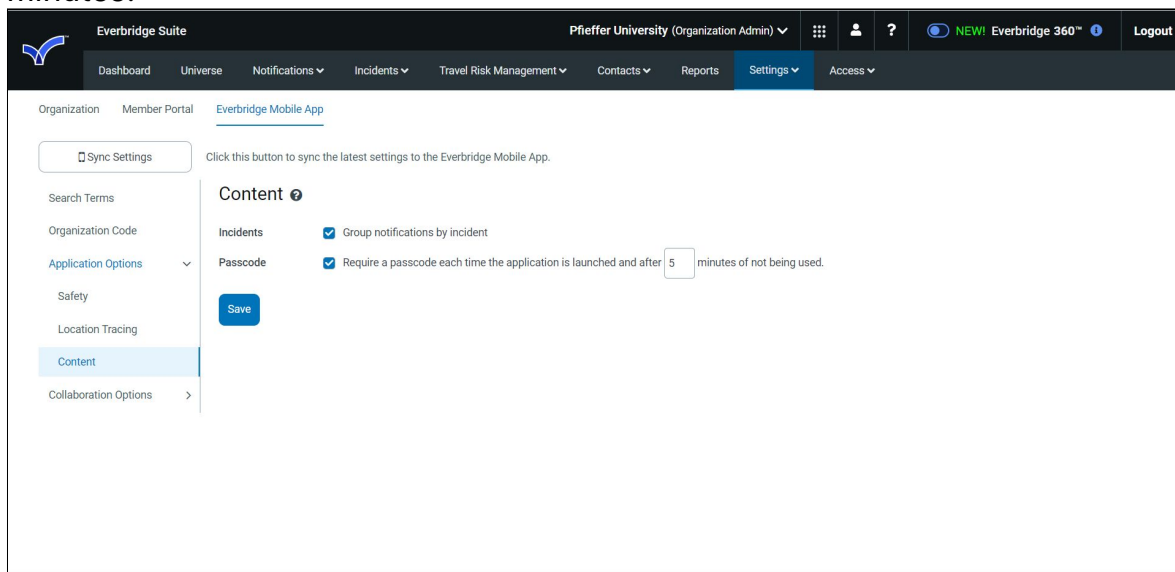 minutes.
Everbridge Suite
Pfieffer University (Organization Admin)
?
NEW! Everbridge 360™
Logout
Dashboard Universe Notifications Incidents Travel Risk Management Contacts Reports Settings Access
Organization Member Portal Everbridge Mobile App
Sync Settings
Click this button to sync the latest settings to the Everbridge Mobile App.
Search Terms
Organization Code
Application Options
Safety
Location Tracing
Content
Collaboration Options
Content ?
Incidents Group notifications by incident
Passcode Require a passcode each time the application is launched and after 5 minutes of not being used.
Save